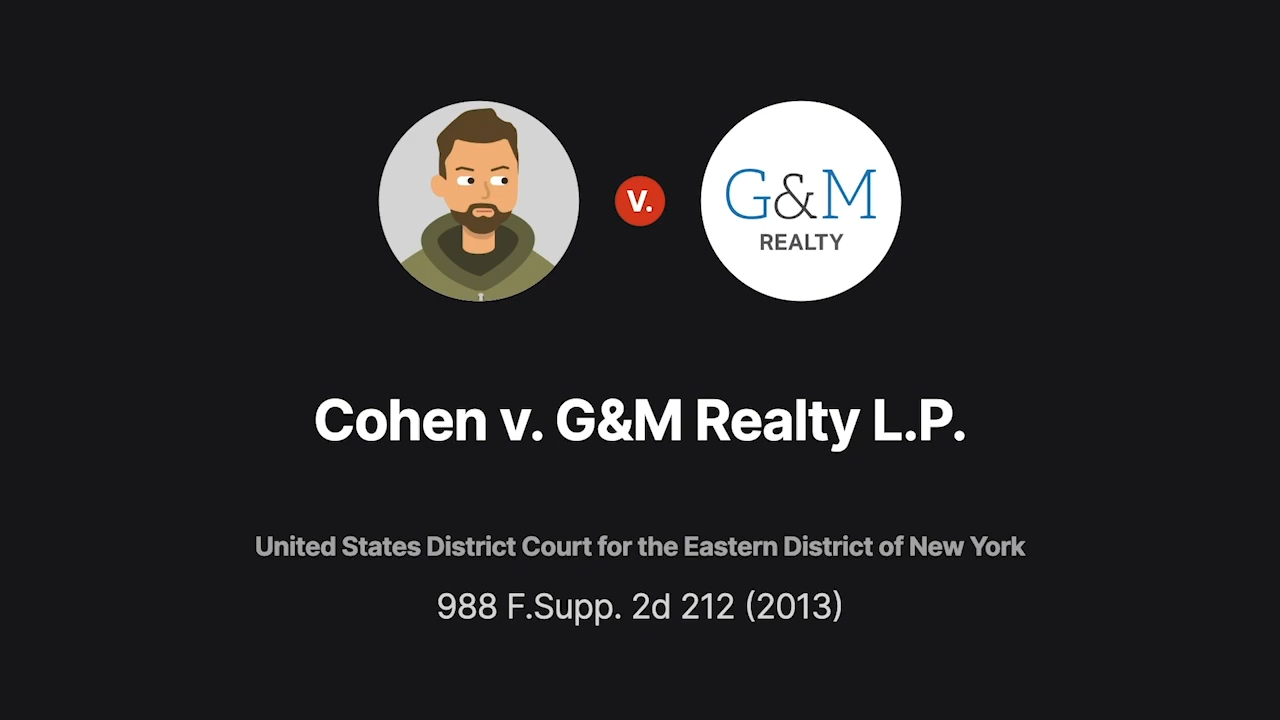 V.
G&M
REALTY
Cohen v. G&M Realty L.P.
United States District Court for the Eastern District of New York
988 F.Supp. 2d 212 (2013)